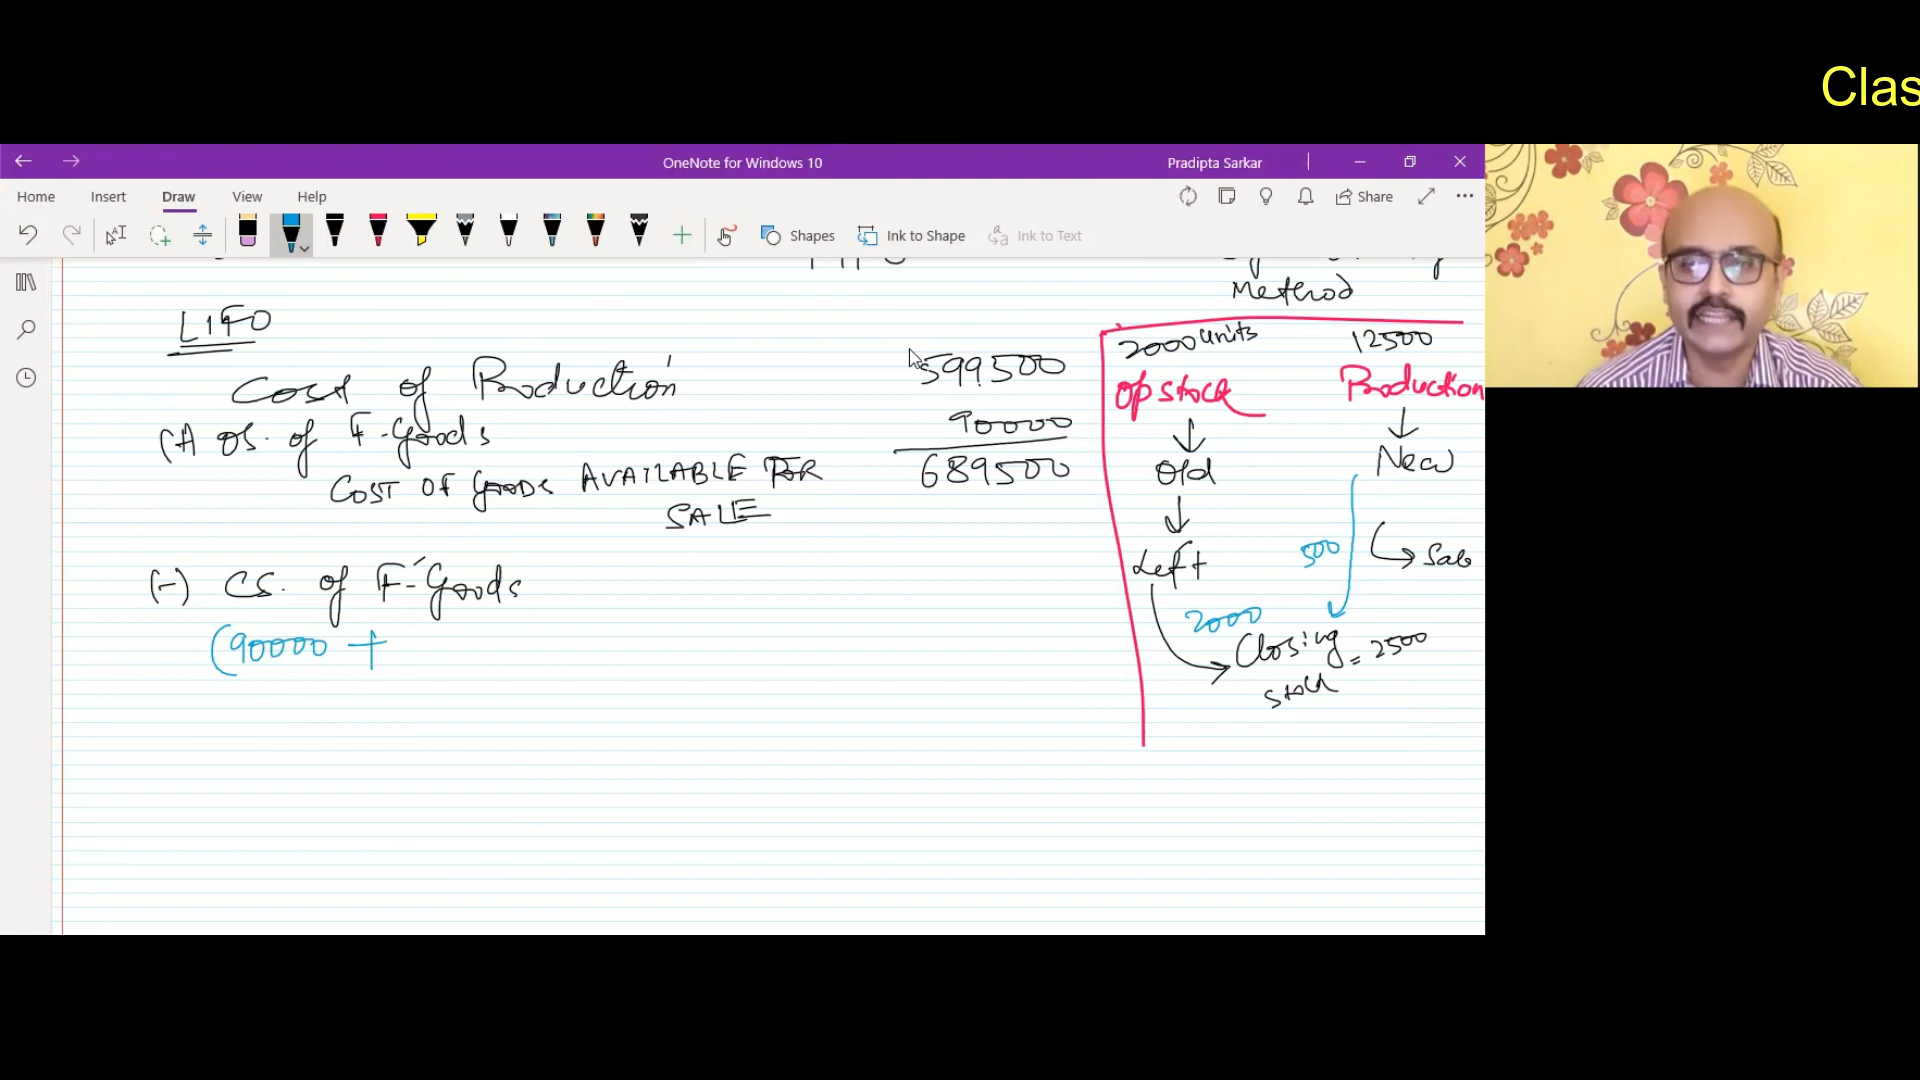 Clas
OneNote for Windows 10
Pradipta Sarkar
Home Insert Draw View Help
Share
Shapes Ink to Shape Ink to Text
Method
LIFO
Cost of Production 599500
(+) OS. of F-Goods 90000
COST OF GOODS AVAILABLE FOR 689500
SALE
(-) CS. of F-Goods
(90000 +
2000 units 12500
Op stock Production
Old New
Left 500 Sale
2000
Closing = 2500
Stock